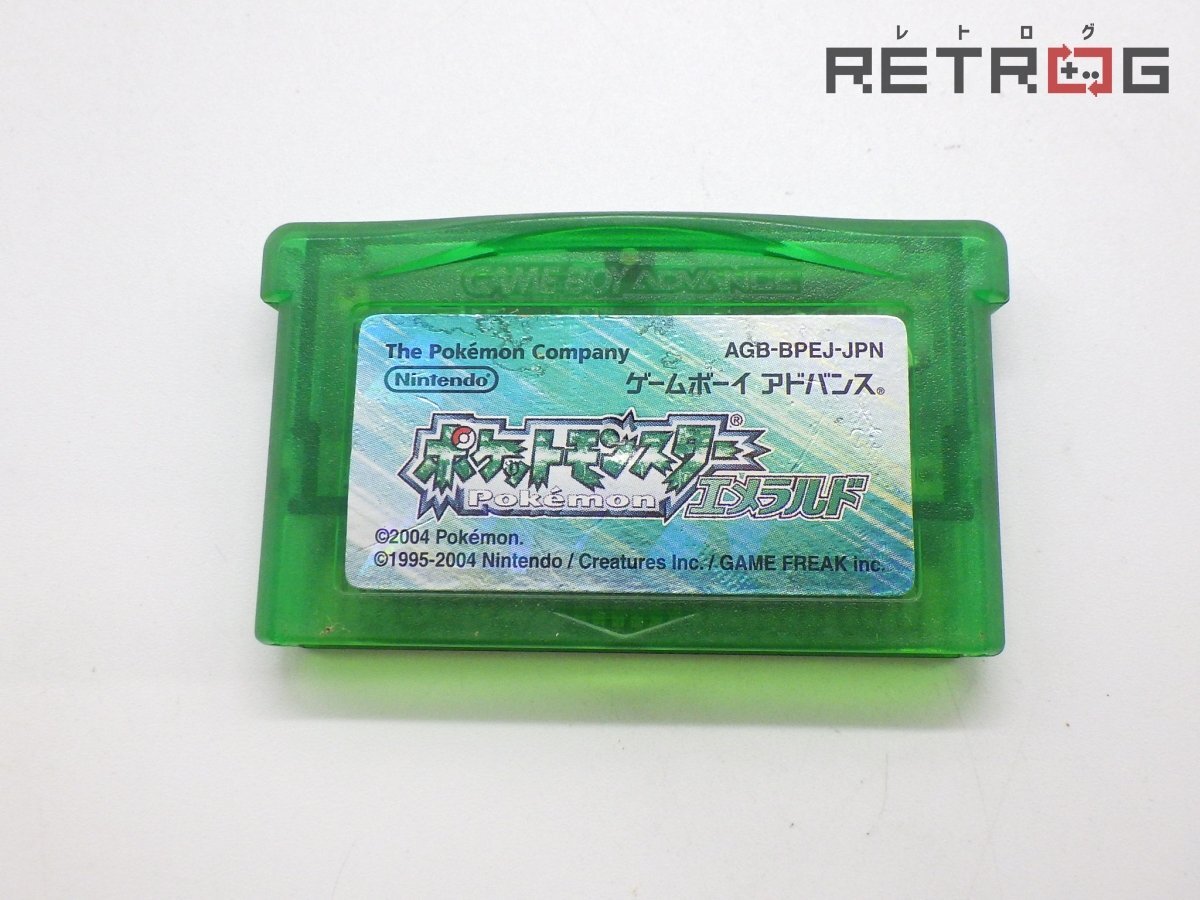 レトログ
RETROG
GAME BOY ADVANCE
The Pokémon Company
AGB-BPEJ-JPN
Nintendo®
ゲームボーイ アドバンス®
ポケットモンスター®
Pokémon
エメラルド
©2004 Pokémon.
©1995-2004 Nintendo / Creatures Inc. / GAME FREAK inc.